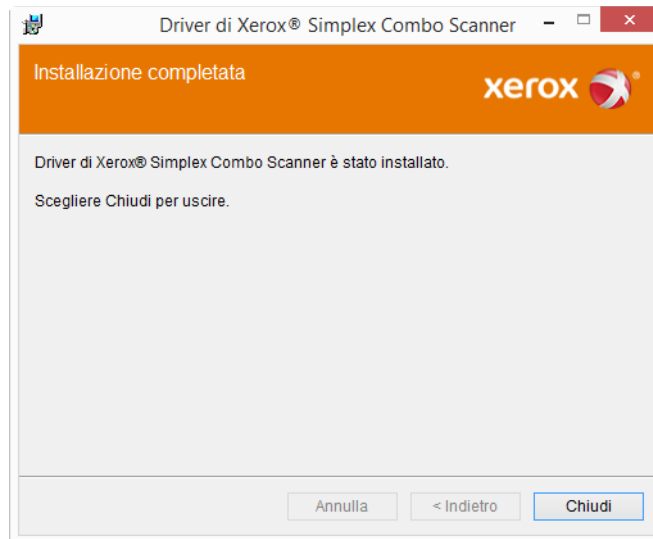 Driver di Xerox® Simplex Combo Scanner
Installazione completata
xerox
Driver di Xerox® Simplex Combo Scanner è stato installato.
Scegliere Chiudi per uscire.
Annulla < Indietro Chiudi